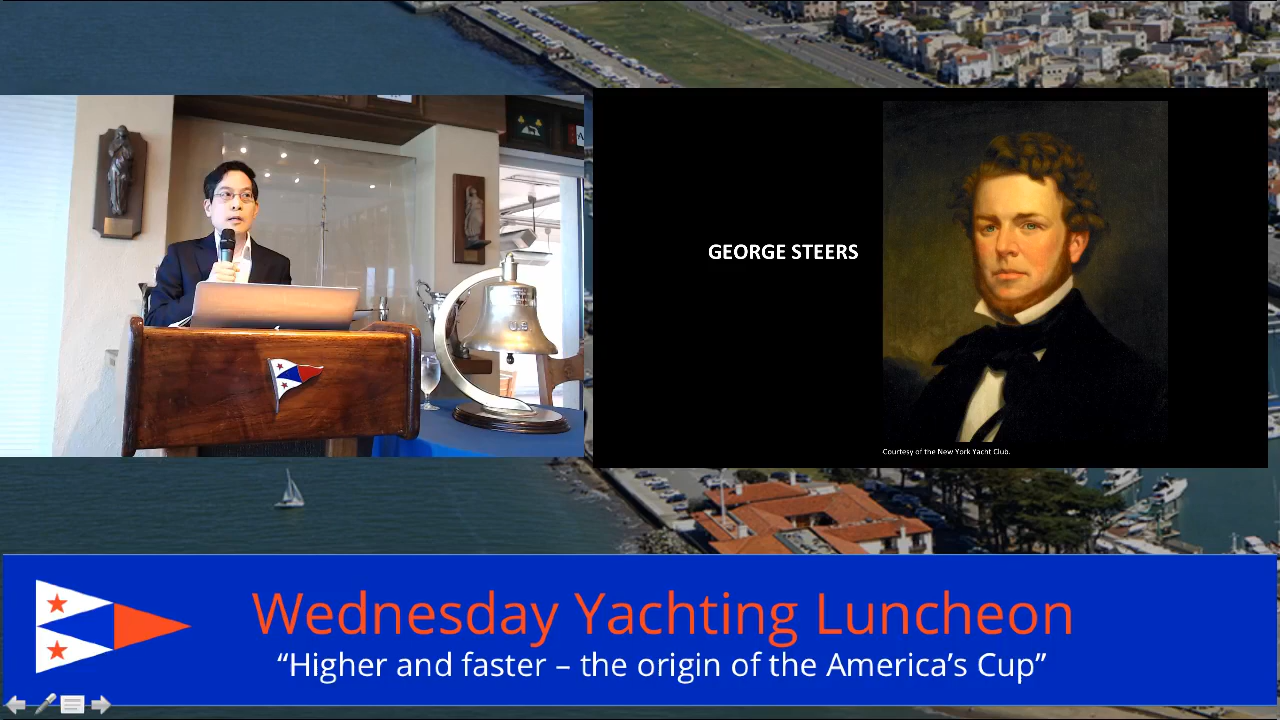 U.S
GEORGE STEERS
Courtesy of the New York Yacht Club.
Wednesday Yachting Luncheon
“Higher and faster – the origin of the America’s Cup”